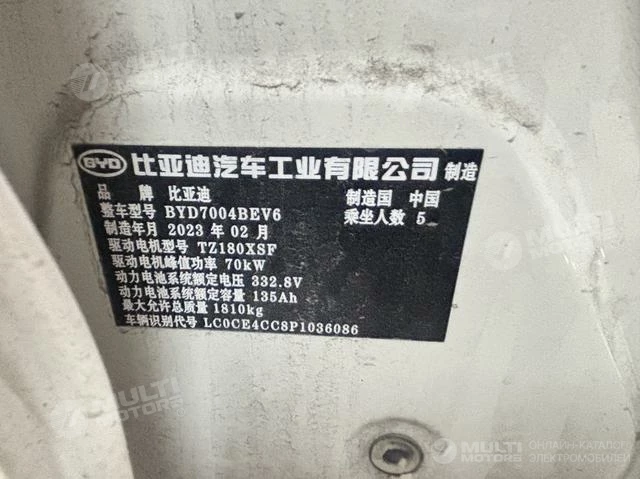 BYD 比亚迪汽车工业有限公司 制造
品 牌 比亚迪 制造国 中国
整车型号 BYD7004BEV6 乘坐人数 5
制造年月 2023 年 02 月
驱动电机型号 TZ180XSF
驱动电机峰值功率 70kW
动力电池系统额定电压 332.8V
动力电池系统额定容量 135Ah
最大允许总质量 1810kg
车辆识别代号 LC0CE4CC8P1036086
MULTI MOTORS
MULTI MOTORS ОНЛАЙН-КАТАЛОГ ЭЛЕКТРОМОБИЛЕЙ